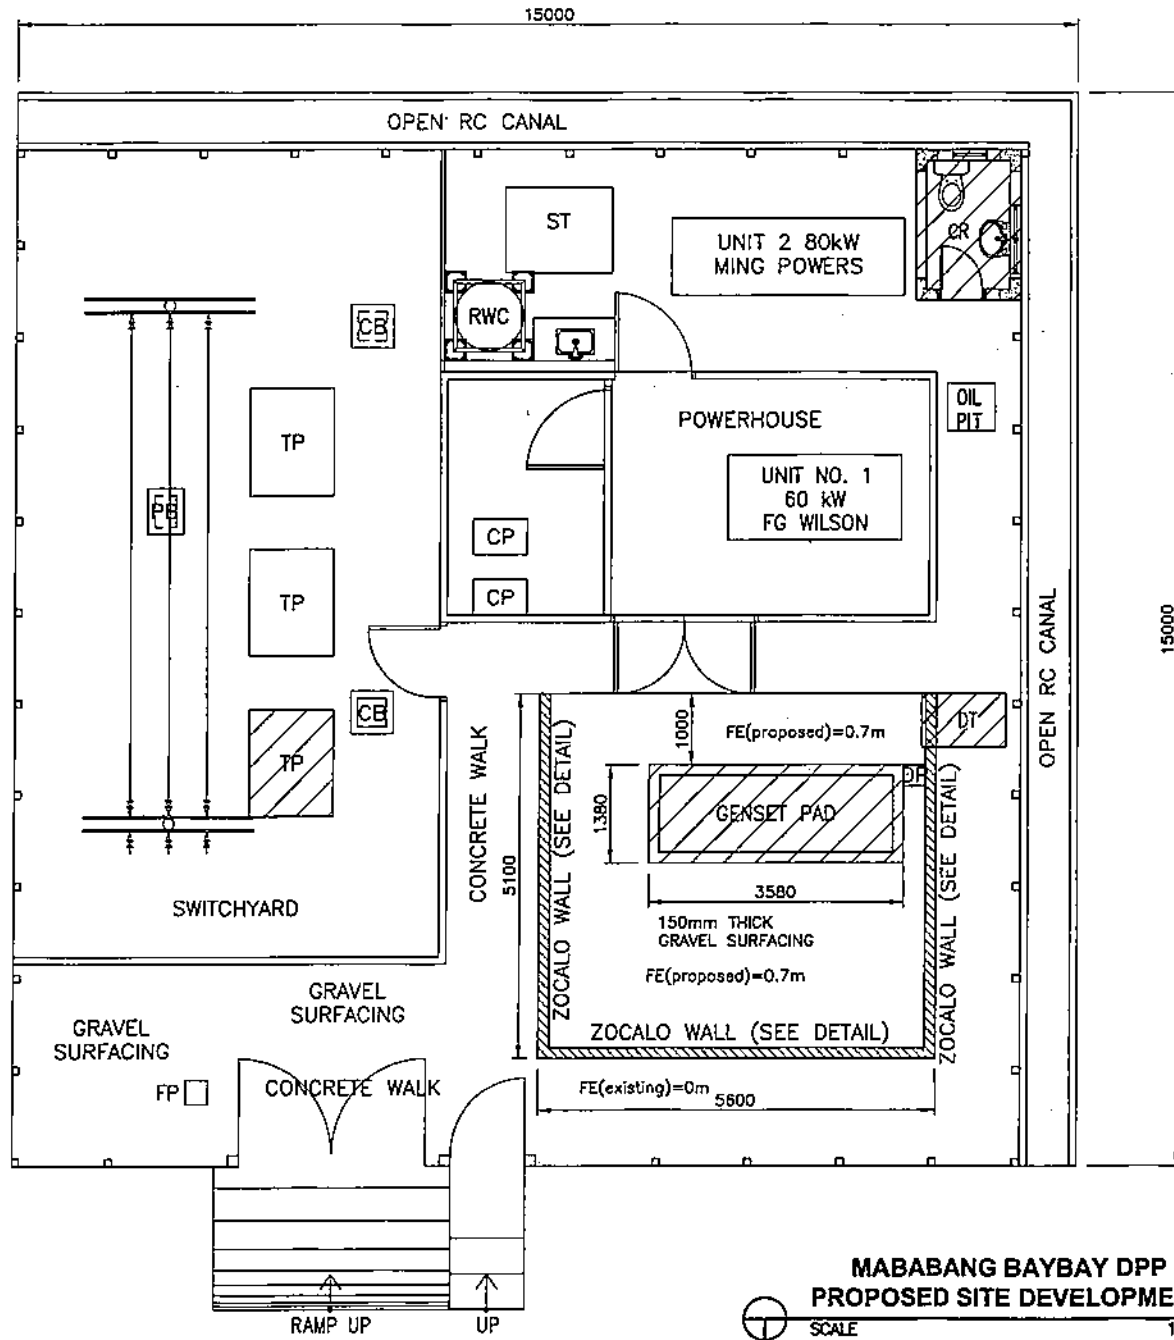 15000
OPEN RC CANAL
ST
UNIT 2 80kW
MING POWERS
CR
RWC
CB
OIL
PIT
TP
POWERHOUSE
UNIT NO. 1
60 kW
FG WILSON
PB
CP
CP
TP
OPEN RC CANAL
15000
CB
TP
1000
FE(proposed)=0.7m
DT
DP
GENSET PAD
1380
CONCRETE WALK
5100
ZOCALO WALL (SEE DETAIL)
ZOCALO WALL (SEE DETAIL)
3580
150mm THICK
GRAVEL SURFACING
FE(proposed)=0.7m
SWITCHYARD
GRAVEL
SURFACING
GRAVEL
SURFACING
ZOCALO WALL (SEE DETAIL)
FP
CONCRETE WALK
FE(existing)=0m
5600
RAMP UP
UP
MABABANG BAYBAY DPP
PROPOSED SITE DEVELOPME
SCALE